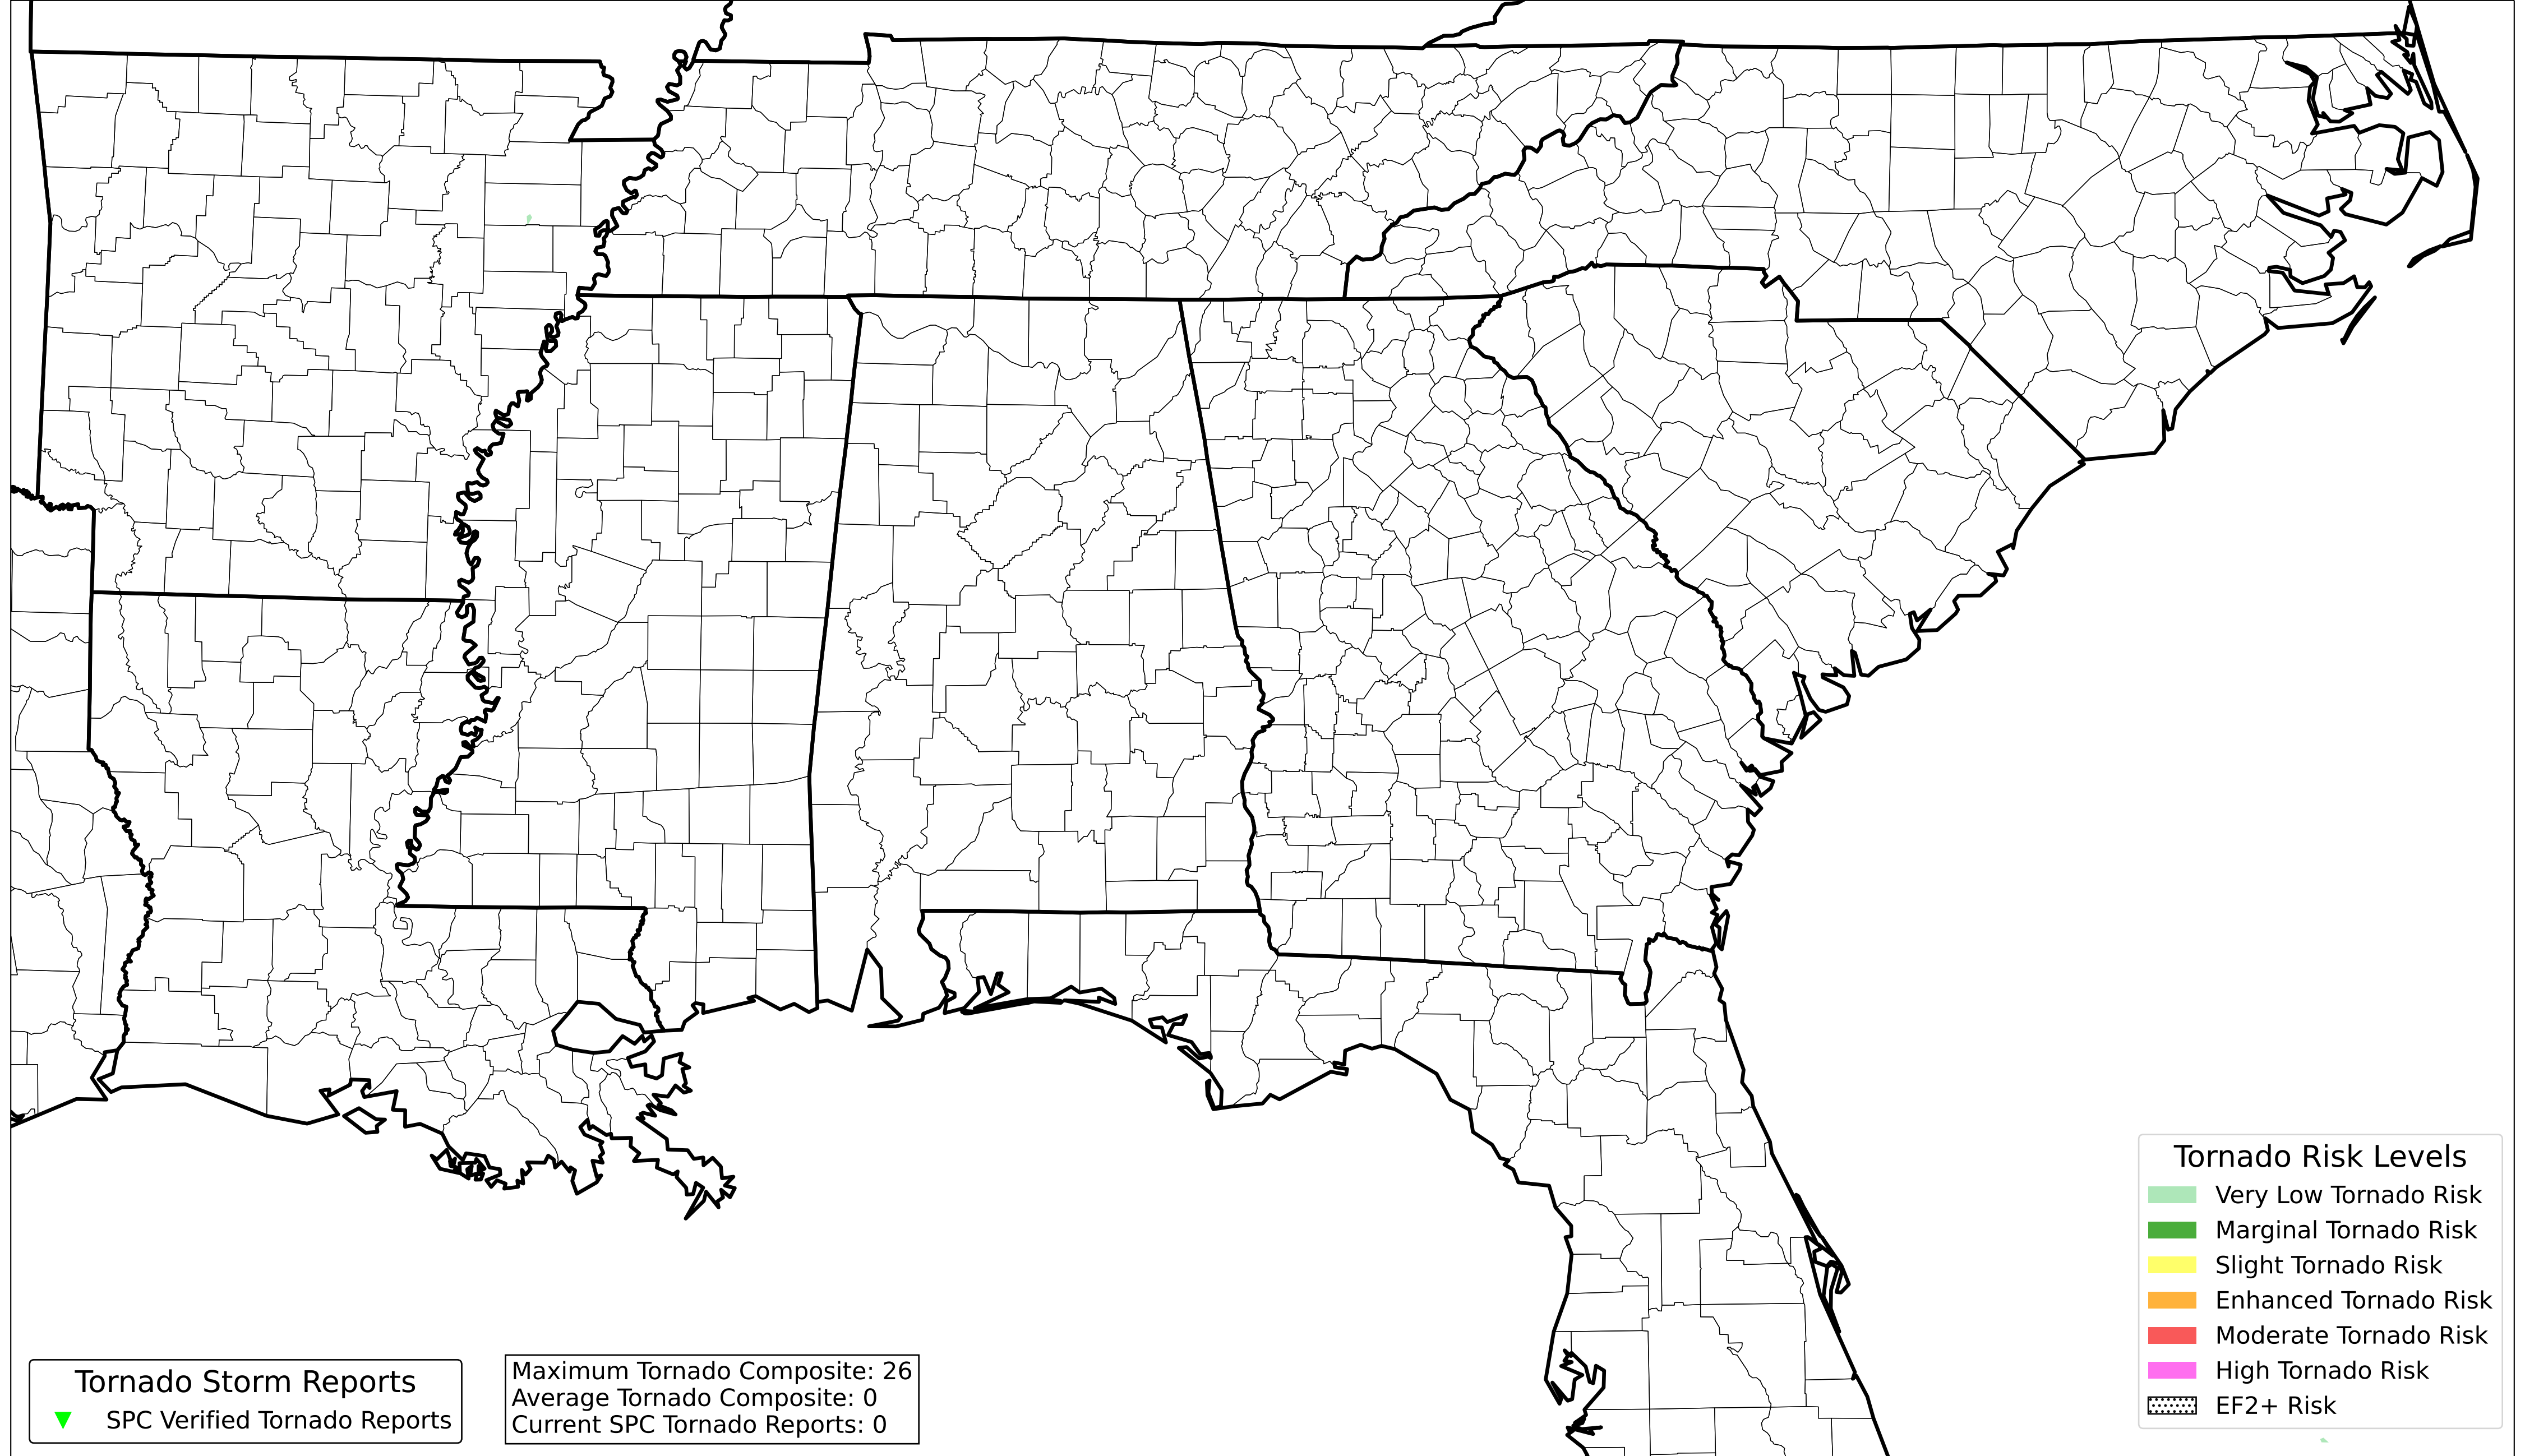 Tornado Risk Levels
Very Low Tornado Risk
Marginal Tornado Risk
Slight Tornado Risk
Enhanced Tornado Risk
Moderate Tornado Risk
High Tornado Risk
EF2+ Risk
Tornado Storm Reports
SPC Verified Tornado Reports
Maximum Tornado Composite: 26
Average Tornado Composite: 0
Current SPC Tornado Reports: 0